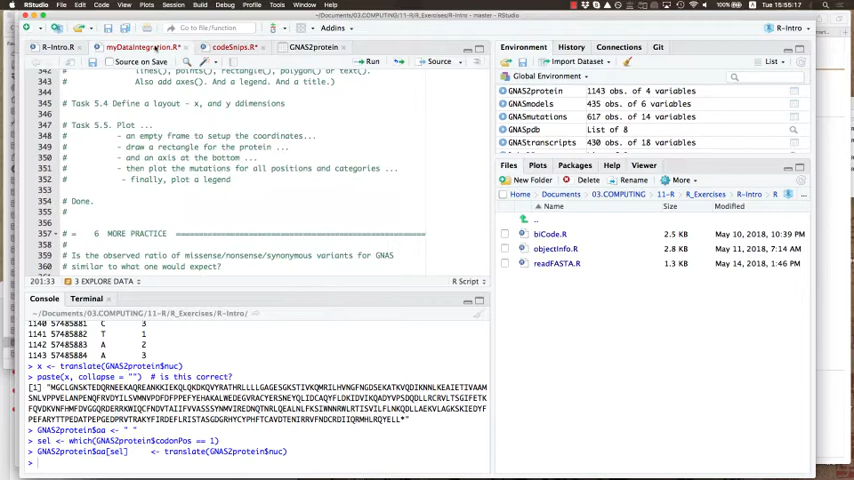 RStudio File Edit Code View Plots Session Build Debug Profile Tools Window Help
100% Thu 15:55:17
~/Documents/03.COMPUTING/11-R/R_Exercises/R-Intro - master - RStudio
Go to file/function Addins R-Intro
R-Intro.R myDataIntegration.R* codeSnips.R* GNAS2protein
Source on Save Run Source
342 # lines(), points(), rectangle(), polygon() or text().
343 # Also add axes(). And a legend. And a title.)
344 #
345 # Task 5.4 Define a layout - x, and y ddimensions
346 #
347 # Task 5.5. Plot ...
348 # - an empty frame to setup the coordinates...
349 # - draw a rectangle for the protein ...
350 # - and an axis at the bottom ...
351 # - then plot the mutations for all positions and categories ...
352 # - finally, plot a legend
353 #
354 # Done.
355 #
356
357 # = 6 MORE PRACTICE ==========================================================
358 #
359 # Is the observed ratio of missense/nonsense/synonymous variants for GNAS
360 # similar to what one would expect?
201:33 3 EXPLORE DATA R Script
Console Terminal
~/Documents/03.COMPUTING/11-R/R_Exercises/R-Intro/
1140 57485881 C 3
1141 57485882 T 1
1142 57485883 A 2
1143 57485884 A 3
> x <- translate(GNAS2protein$nuc)
> paste(x, collapse = "") # is this correct?
> GNAS2protein$aa <- " "
> sel <- which(GNAS2protein$codonPos == 1)
> GNAS2protein$aa[sel] <- translate(GNAS2protein$nuc)
>
Environment History Connections Git
Import Dataset List
Global Environment
GNAS2protein 1143 obs. of 4 variables
GNASmodels 435 obs. of 6 variables
GNASmutations 617 obs. of 14 variables
GNASpdb List of 8
GNAStranscripts 430 obs. of 18 variables
Files Plots Packages Help Viewer
New Folder Delete Rename More
Home Documents 03.COMPUTING 11-R R_Exercises R-Intro R
Name Size Modified
..
biCode.R 2.5 KB May 10, 2018, 10:39 PM
objectInfo.R 2.8 KB May 11, 2018, 7:14 AM
readFASTA.R 1.3 KB May 14, 2018, 1:46 PM